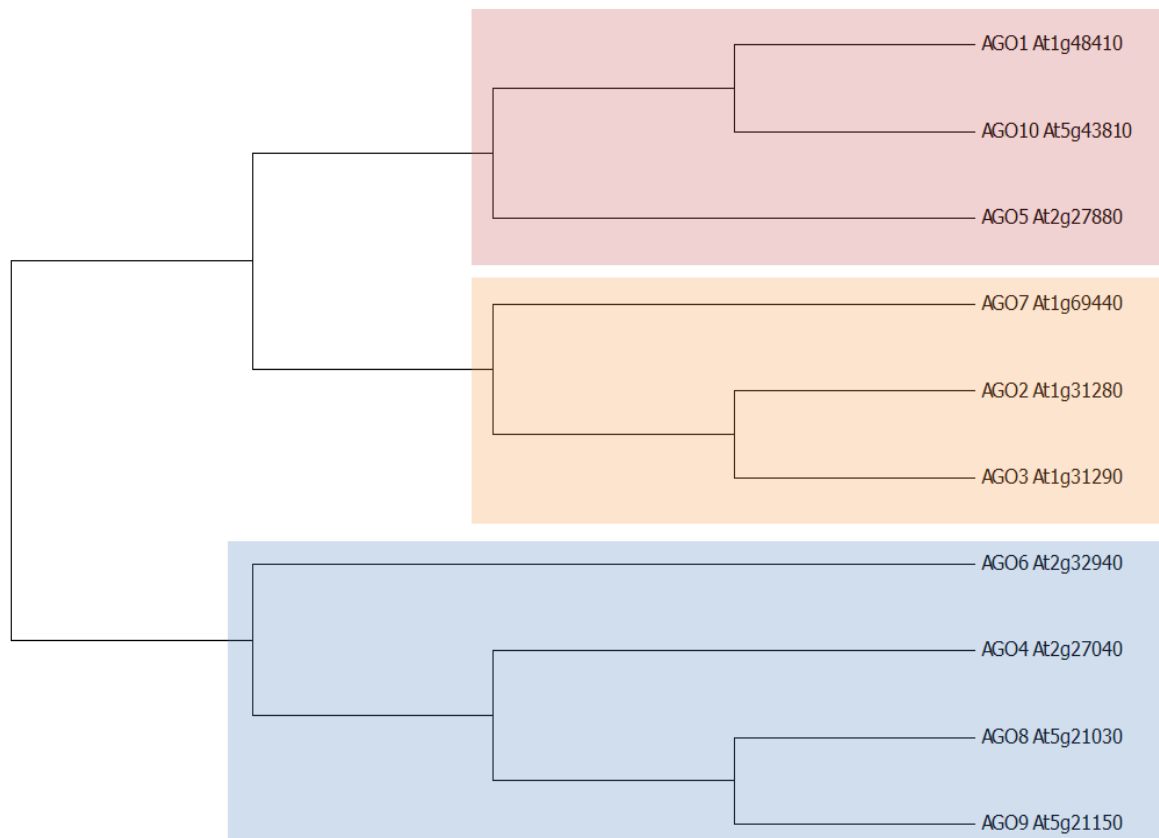 AGO1 At1g48410
AGO10 At5g43810
AGO5 At2g27880
AGO7 At1g69440
AGO2 At1g31280
AGO3 At1g31290
AGO6 At2g32940
AGO4 At2g27040
AGO8 At5g21030
AGO9 At5g21150